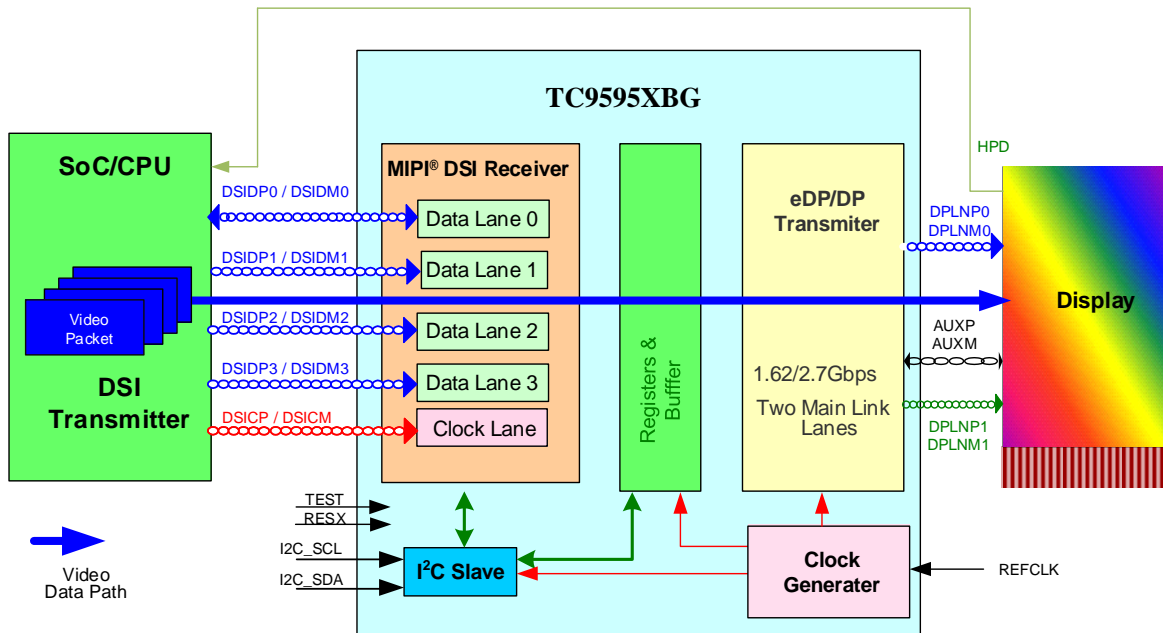 TC9595XBG
SoC/CPU
DSI
Transmitter
Video
Packet
Video
Data Path
DSIDP0 / DSIDM0
DSIDP1 / DSIDM1
DSIDP2 / DSIDM2
DSIDP3 / DSIDM3
DSICP / DSICM
MIPI® DSI Receiver
Data Lane 0
Data Lane 1
Data Lane 2
Data Lane 3
Clock Lane
TEST
RESX
I2C_SCL
I2C_SDA
I²C Slave
Registers &
Bufffer
eDP/DP
Transmiter
1.62/2.7Gbps
Two Main Link
Lanes
Clock
Generater
REFCLK
HPD
DPLNP0
DPLNM0
AUXP
AUXM
DPLNP1
DPLNM1
Display